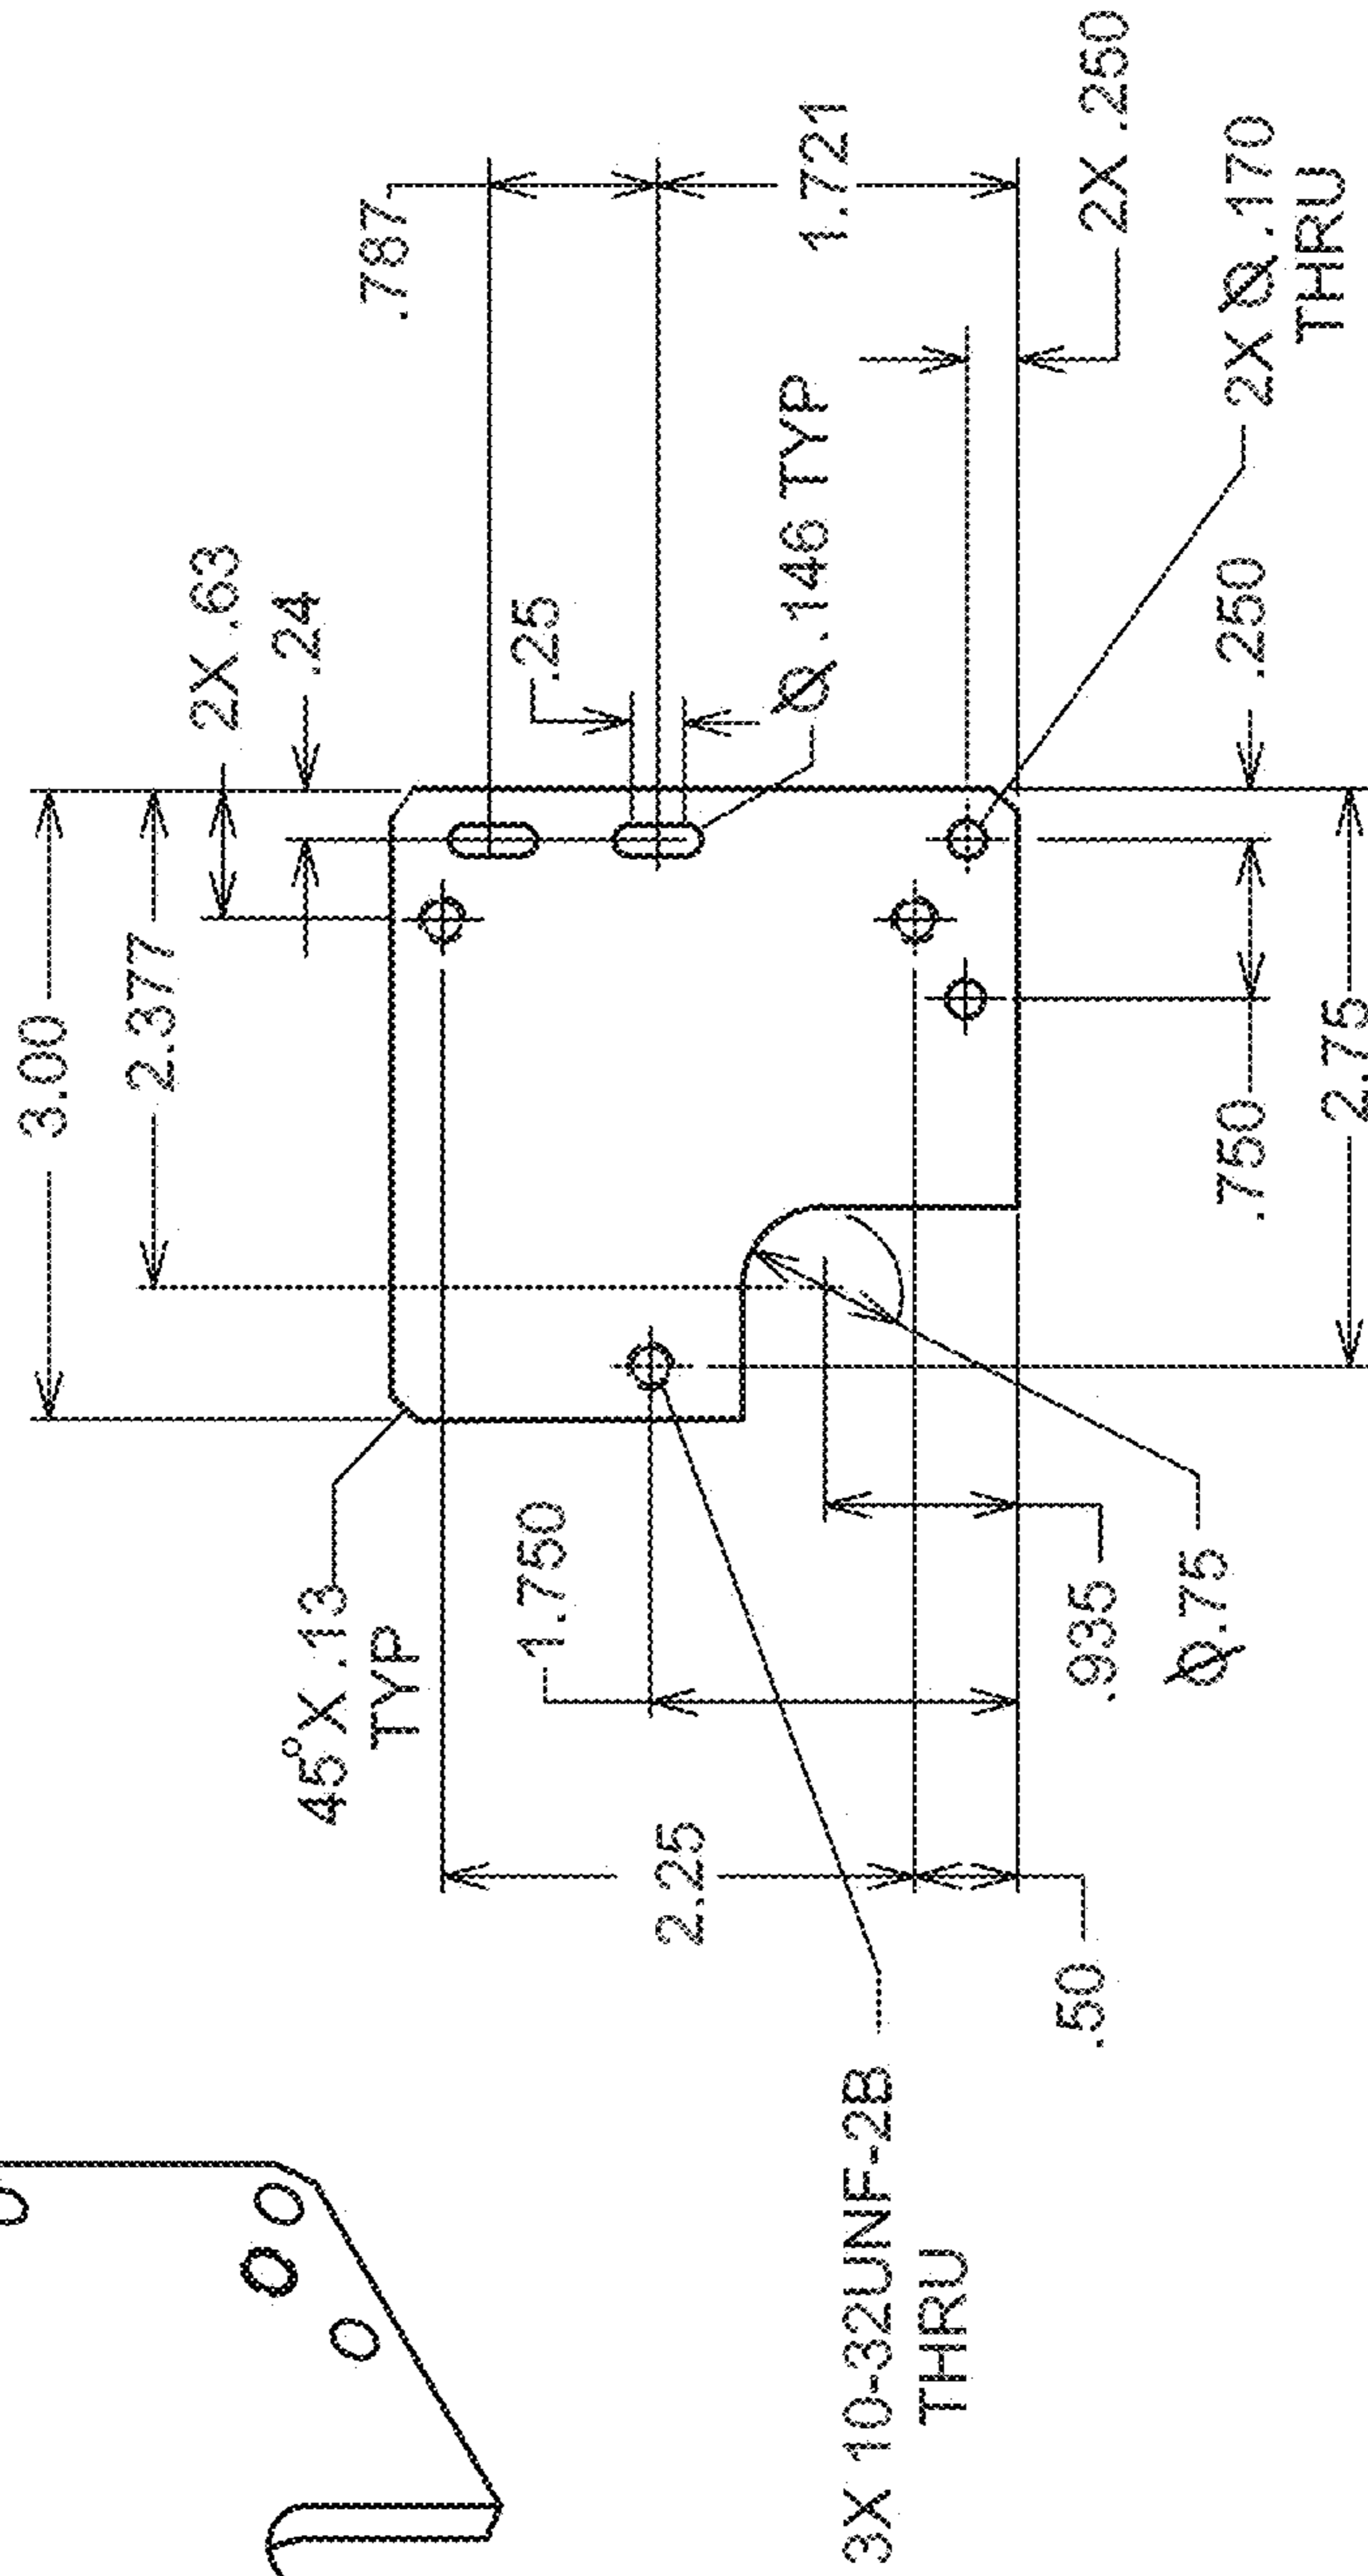 3.00
2.377
2X .63
.24
45°X .13
TYP
.787
1.750
.25
2.25
Ø .146 TYP
1.721
3X 10-32UNF-2B
THRU
.50
.935
2X .250
Ø.75
.750
.250
2X Ø .170
THRU
2.75